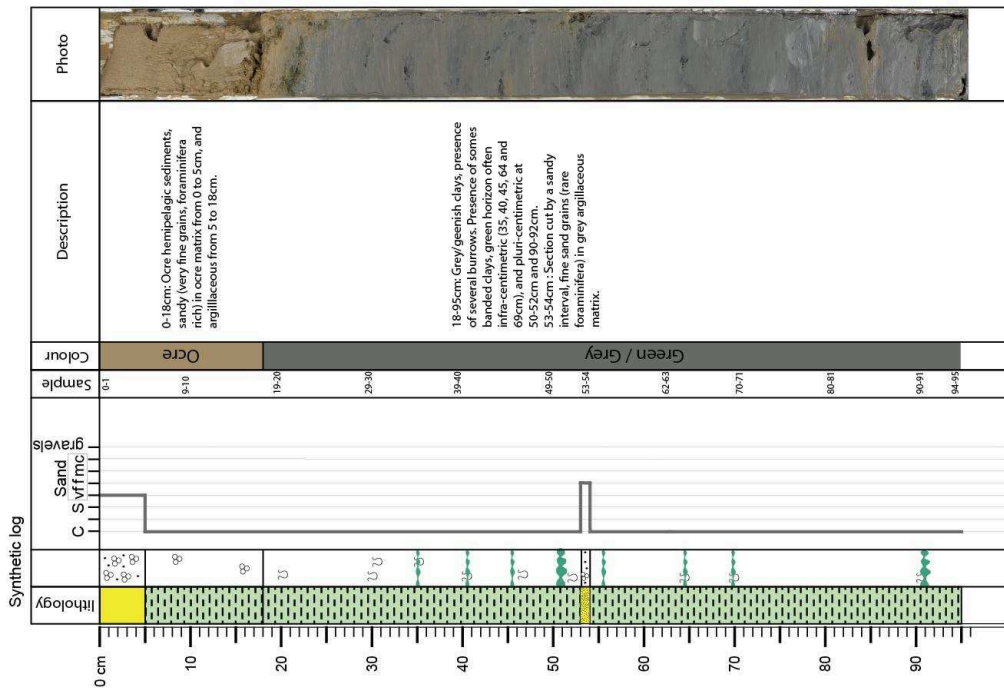 Synthetic log
lithology
C
S
vf f m c
Sand
gravels
Sample
Colour
Description
Photo
0 cm
10
20
30
40
50
60
70
80
90
0-1
9-10
19-20
29-30
39-40
49-50
53-54
62-63
70-71
80-81
90-91
94-95
Ocre
Green / Grey
0-18cm: Ocre hemipelagic sediments,
sandy (very fine grains, foraminifera
rich) in ocre matrix from 0 to 5cm, and
argilllaceous from 5 to 18cm.
18-95cm: Grey/geenish clays, presence
of several burrows. Presence of somes
banded clays, green horizon often
infra-centimetric (35, 40, 45, 64 and
69cm), and pluri-centimetric at
50-52cm and 90-92cm.
53-54cm : Section cut by a sandy
interval, fine sand grains (rare
foraminifera) in grey argillaceous
matrix.